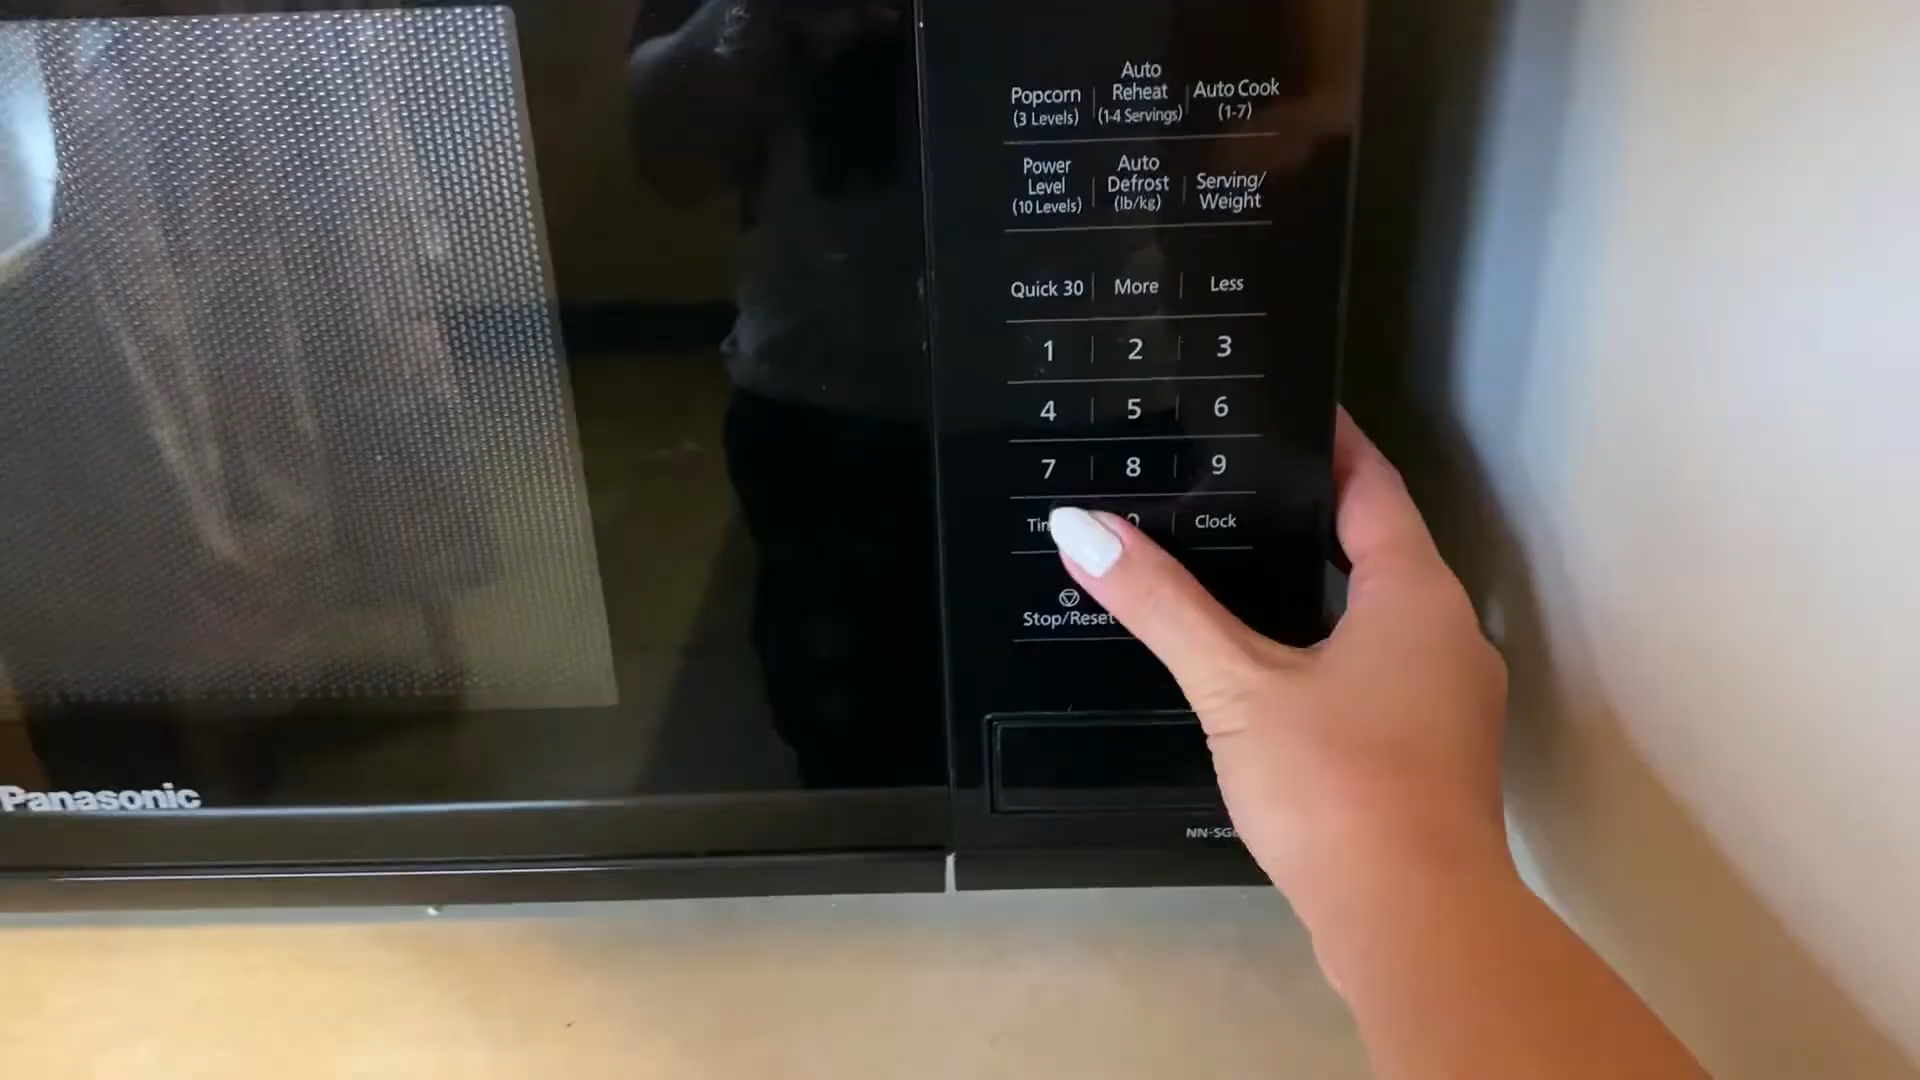 Popcorn
(3 Levels)
Auto
Reheat
(1-4 Servings)
Auto Cook
(1-7)
Power
Level
(10 Levels)
Auto
Defrost
(lb/kg)
Serving/
Weight
Quick 30
More
Less
1
2
3
4
5
6
7
8
9
Clock
Stop/Reset
Panasonic